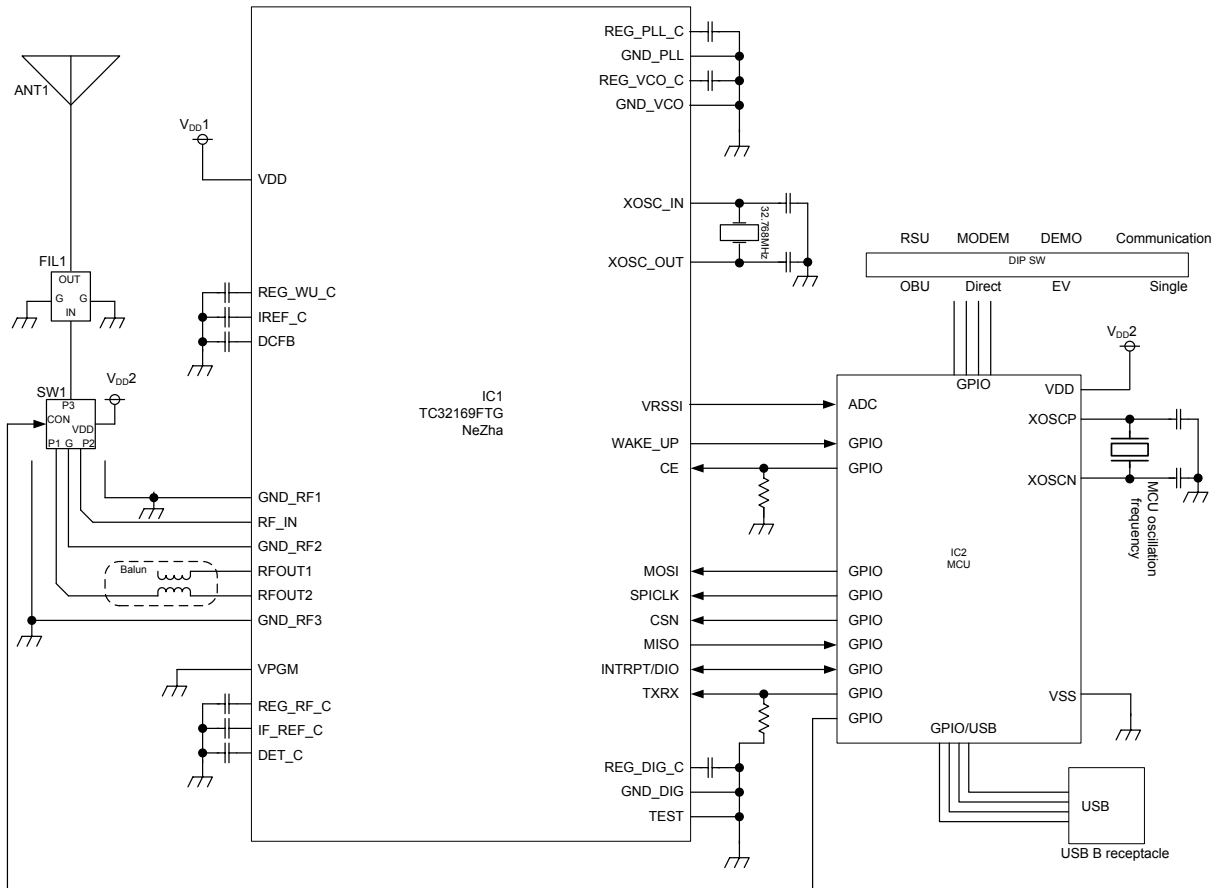 ANT1
VDD1
VDD
FIL1
OUT
G G
IN
REG_WU_C
IREF_C
DCFB
SW1
VDD2
P3
CON
VDD
P1 G P2
GND_RF1
RF_IN
GND_RF2
Balun
RFOUT1
RFOUT2
GND_RF3
VPGM
REG_RF_C
IF_REF_C
DET_C
IC1
TC32169FTG
NeZha
REG_PLL_C
GND_PLL
REG_VCO_C
GND_VCO
XOSC_IN
32.768MHz
XOSC_OUT
VRSSI
WAKE_UP
CE
MOSI
SPICLK
CSN
MISO
INTRPT/DIO
TXRX
REG_DIG_C
GND_DIG
TEST
RSU MODEM DEMO Communication
DIP SW
OBU Direct EV Single
VDD2
GPIO
VDD
ADC
GPIO
GPIO
XOSCP
XOSCN
MCU oscillation
frequency
IC2
MCU
GPIO
GPIO
GPIO
GPIO
GPIO
GPIO
GPIO
VSS
GPIO/USB
USB
USB B receptacle